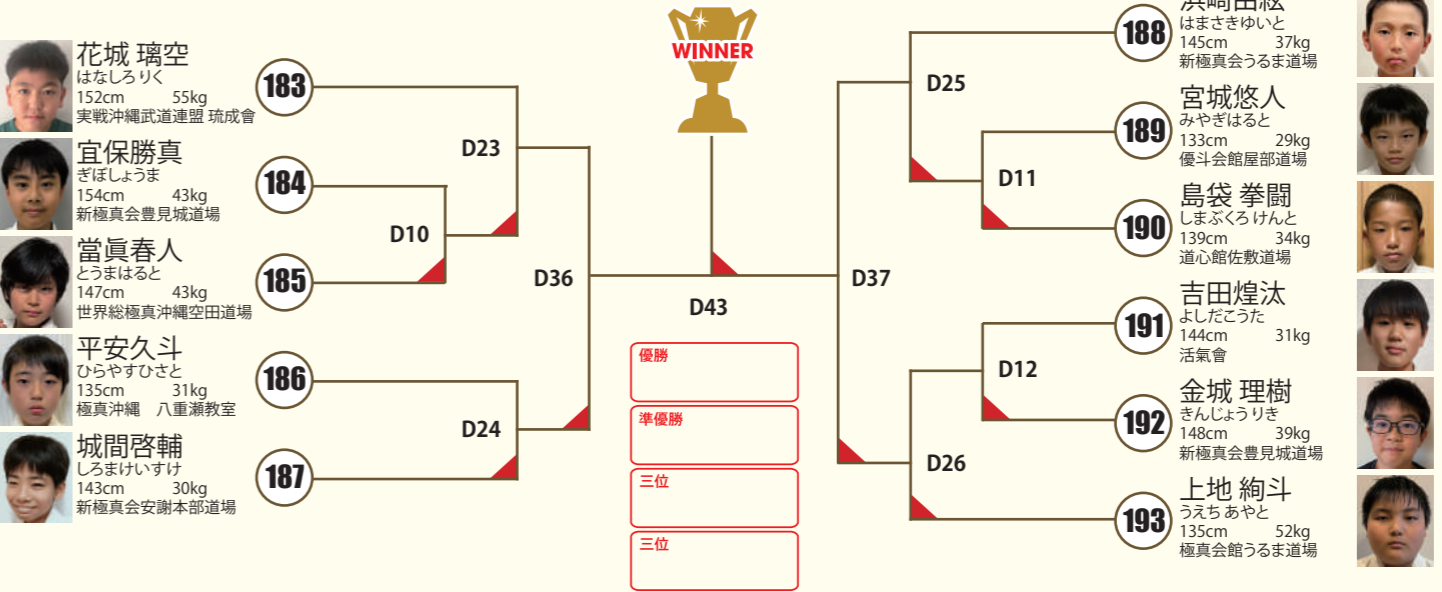 花城 璃空
はなしろ りく
152cm 55kg
実戦沖縄武道連盟 琉成會
183
宜保勝真
ぎぼしょうま
154cm 43kg
新極真会豊見城道場
184
當眞春人
とうまはると
147cm 43kg
世界総極真沖縄空田道場
185
平安久斗
ひらやすひさと
135cm 31kg
極真沖縄 八重瀬教室
186
城間啓輔
しろまけいすけ
143cm 30kg
新極真会安謝本部道場
187
D23
D10
D24
D36
WINNER
D43
優勝
準優勝
三位
三位
D37
D25
D11
D12
D26
188
浜崎由絃
はまさきゆいと
145cm 37kg
新極真会うるま道場
189
宮城悠人
みやぎはると
133cm 29kg
優斗会館屋部道場
190
島袋 拳闘
しまぶくろ けんと
139cm 34kg
道心館佐敷道場
191
吉田煌汰
よしだこうた
144cm 31kg
活氣會
192
金城 理樹
きんじょう りき
148cm 39kg
新極真会豊見城道場
193
上地 絢斗
うえち あやと
135cm 52kg
極真会館うるま道場